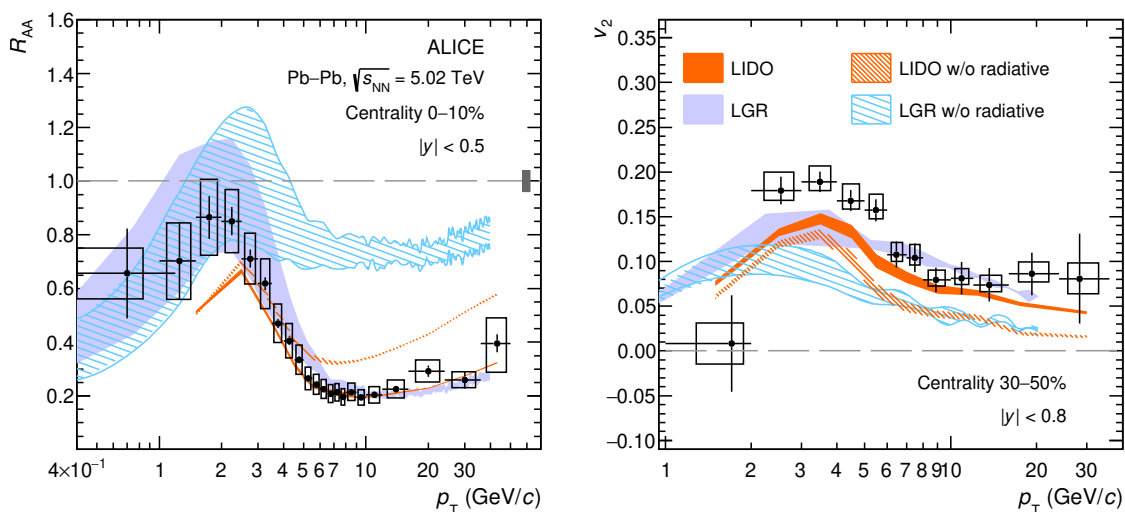 R_AA
1.6
1.4
1.2
1.0
0.8
0.6
0.4
0.2
ALICE
Pb–Pb, √s_NN = 5.02 TeV
Centrality 0–10%
|y| < 0.5
4×10⁻¹ 1 2 3 4 5 6 7 10 20 30
p_T (GeV/c)
v_2
0.35
0.30
0.25
0.20
0.15
0.10
0.05
0.00
−0.05
−0.10
LIDO
LIDO w/o radiative
LGR
LGR w/o radiative
Centrality 30–50%
|y| < 0.8
1 2 3 4 5 6 7 8 9 10 20 30
p_T (GeV/c)